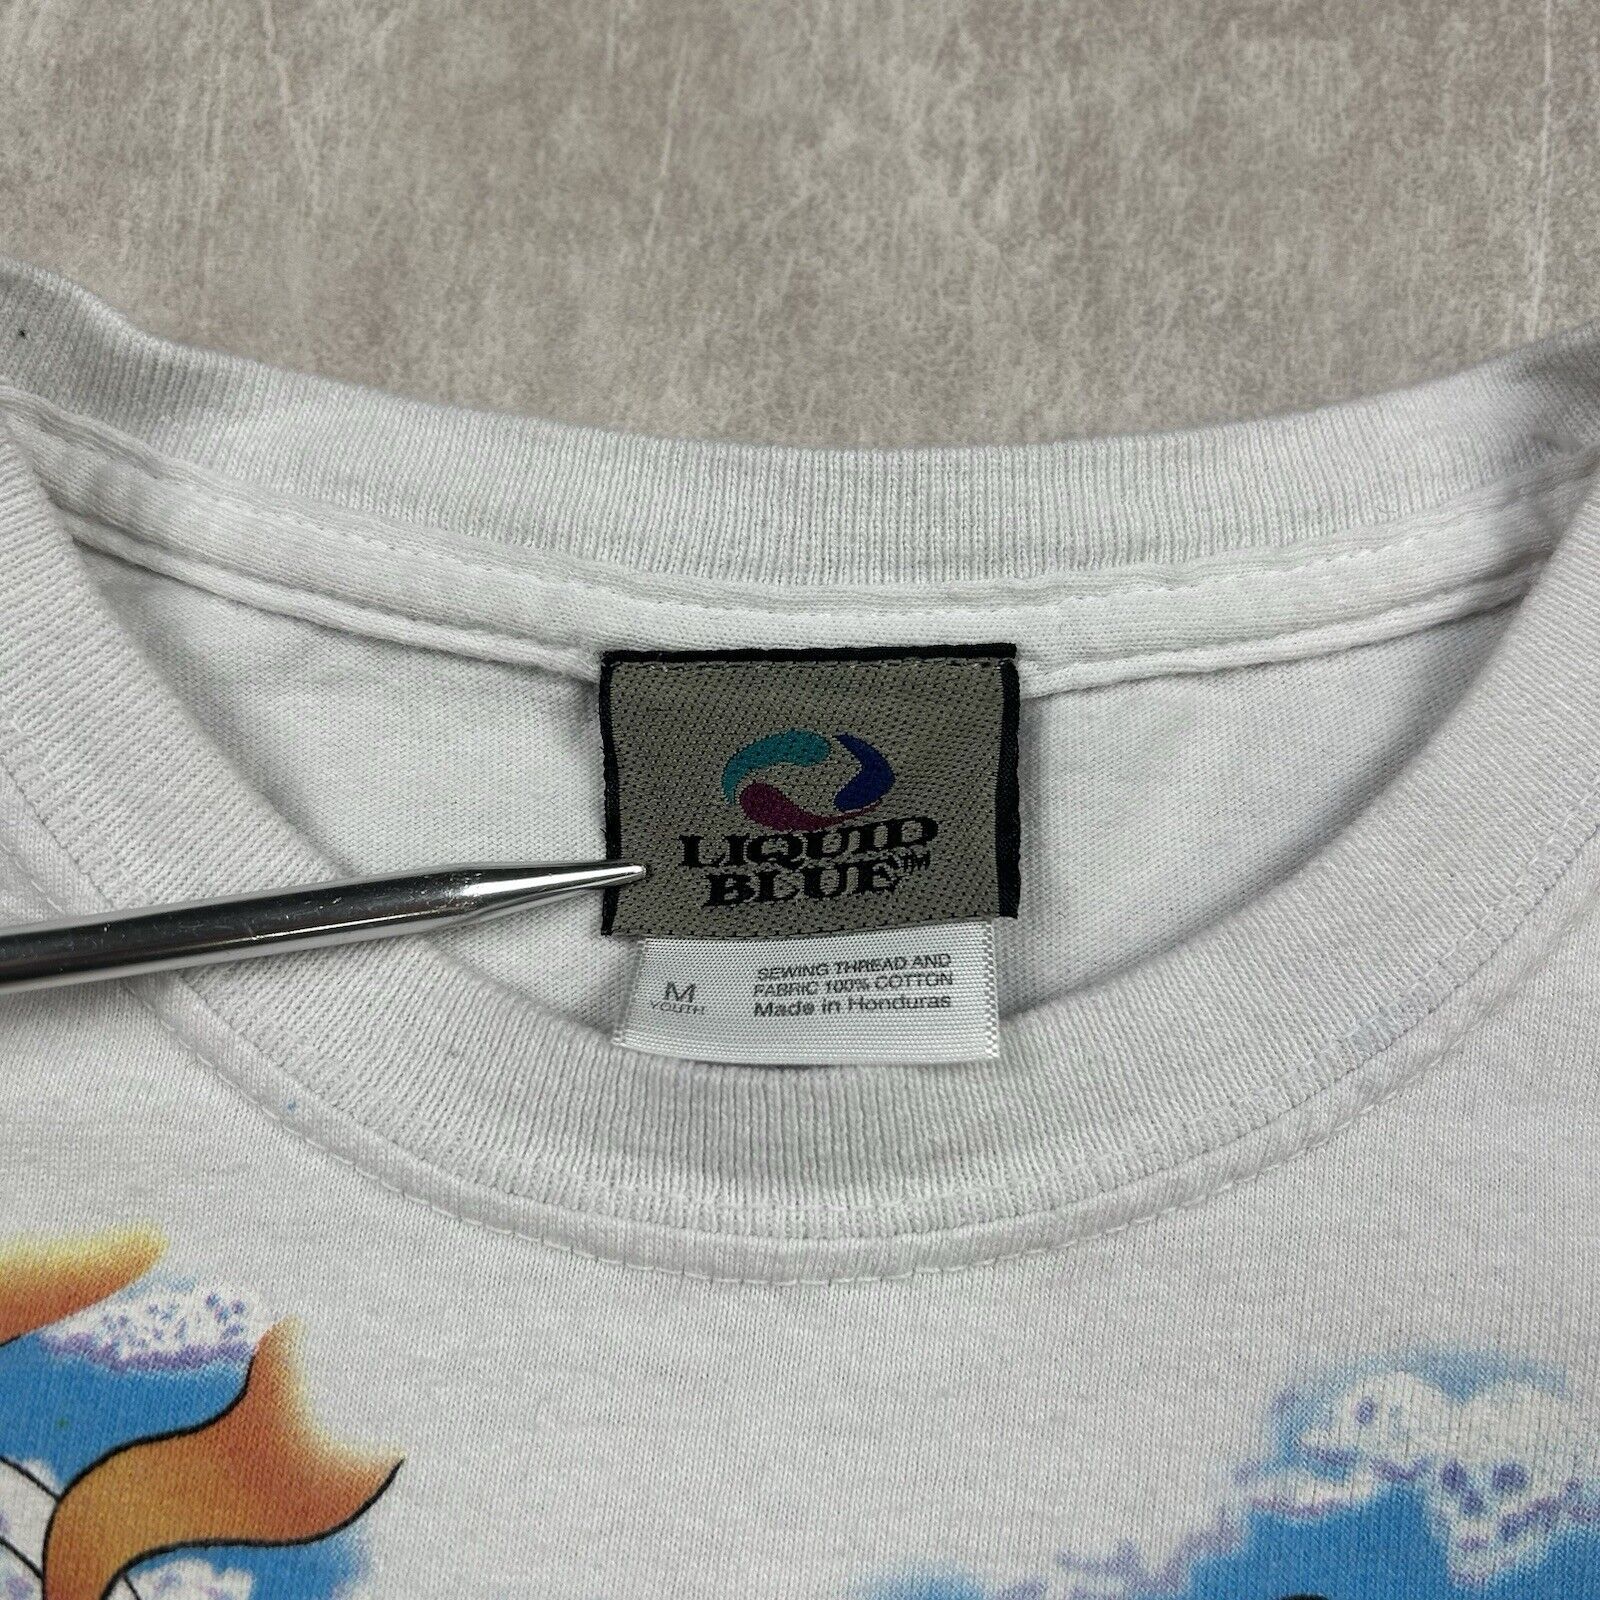 LIQUID
BLUE™
M
YOUTH
SEWING THREAD AND
FABRIC 100% COTTON
Made in Honduras